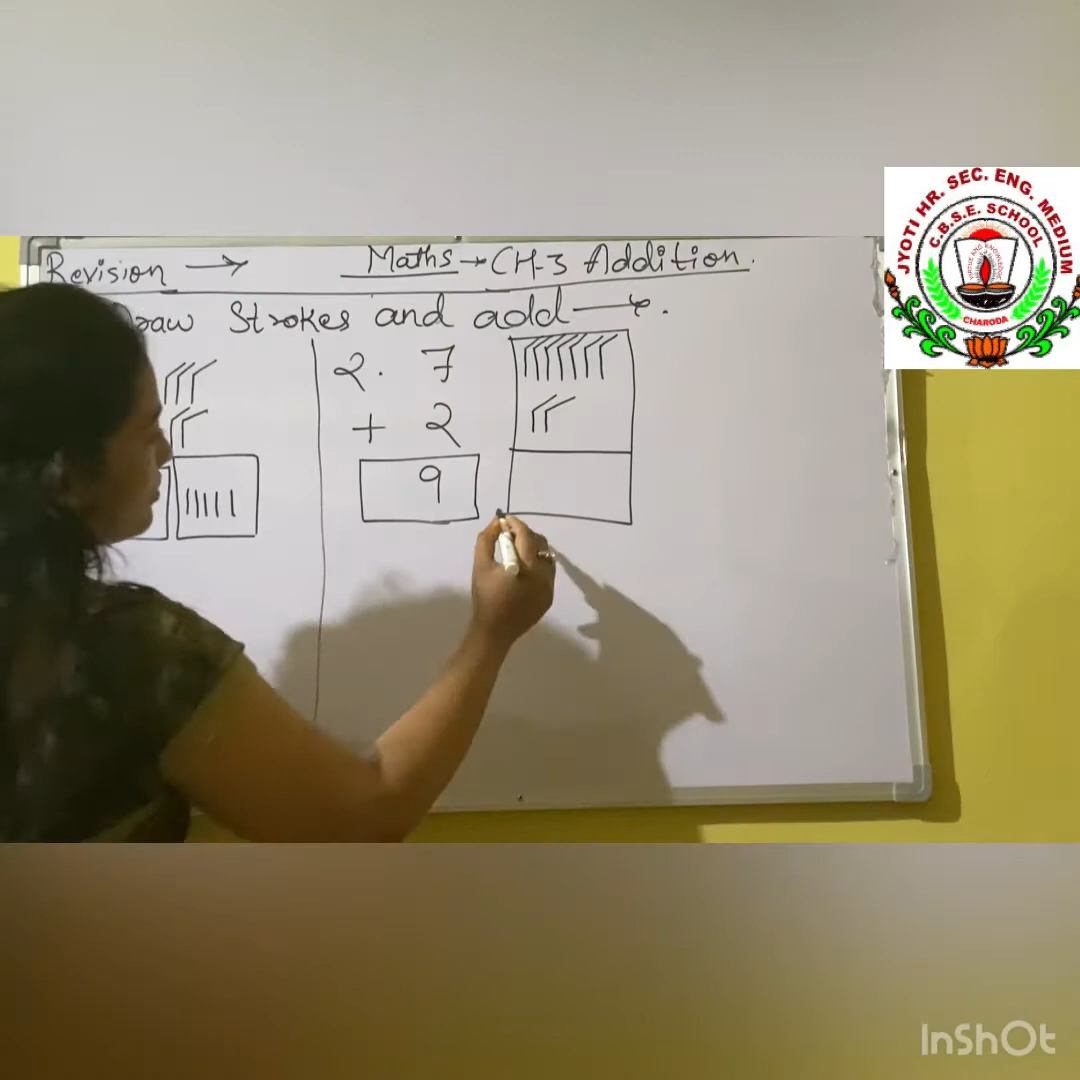 Revision → Maths → CH-3 Addition.
Draw Strokes and add →.
2. 7
+ 2
9
JYOTI HR. SEC. ENG. MEDIUM
C.B.S.E. SCHOOL
CHARODA
InShOt